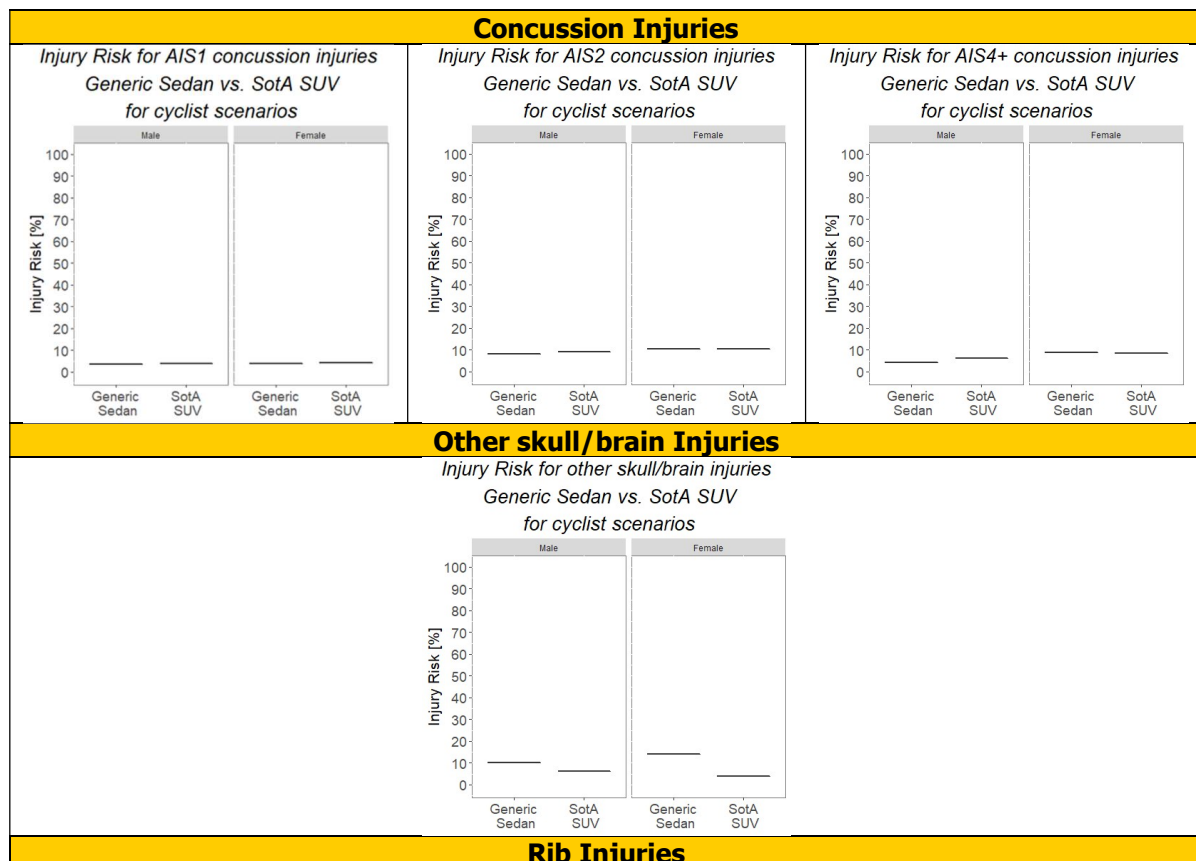 Concussion Injuries
Injury Risk for AIS1 concussion injuries
Generic Sedan vs. SotA SUV
for cyclist scenarios
Male Female
Injury Risk [%]
100
90
80
70
60
50
40
30
20
10
0
Generic SotA Generic SotA
Sedan SUV Sedan SUV
Injury Risk for AIS2 concussion injuries
Generic Sedan vs. SotA SUV
for cyclist scenarios
Male Female
Injury Risk [%]
100
90
80
70
60
50
40
30
20
10
0
Generic SotA Generic SotA
Sedan SUV Sedan SUV
Injury Risk for AIS4+ concussion injuries
Generic Sedan vs. SotA SUV
for cyclist scenarios
Male Female
Injury Risk [%]
100
90
80
70
60
50
40
30
20
10
0
Generic SotA Generic SotA
Sedan SUV Sedan SUV
Other skull/brain Injuries
Injury Risk for other skull/brain injuries
Generic Sedan vs. SotA SUV
for cyclist scenarios
Male Female
Injury Risk [%]
100
90
80
70
60
50
40
30
20
10
0
Generic SotA Generic SotA
Sedan SUV Sedan SUV
Rib Injuries